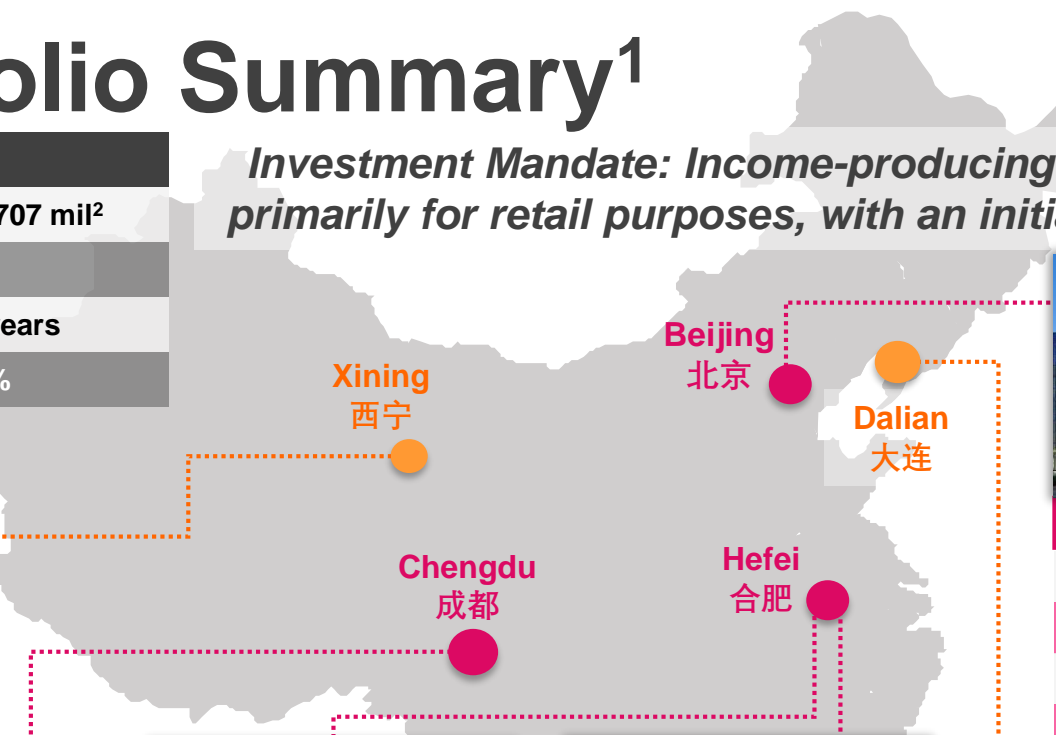 olio Summary¹
Investment Mandate: Income-producing
primarily for retail purposes, with an initi
707 mil²
ears
%
Beijing
北京
Xining
西宁
Dalian
大连
Chengdu
成都
Hefei
合肥